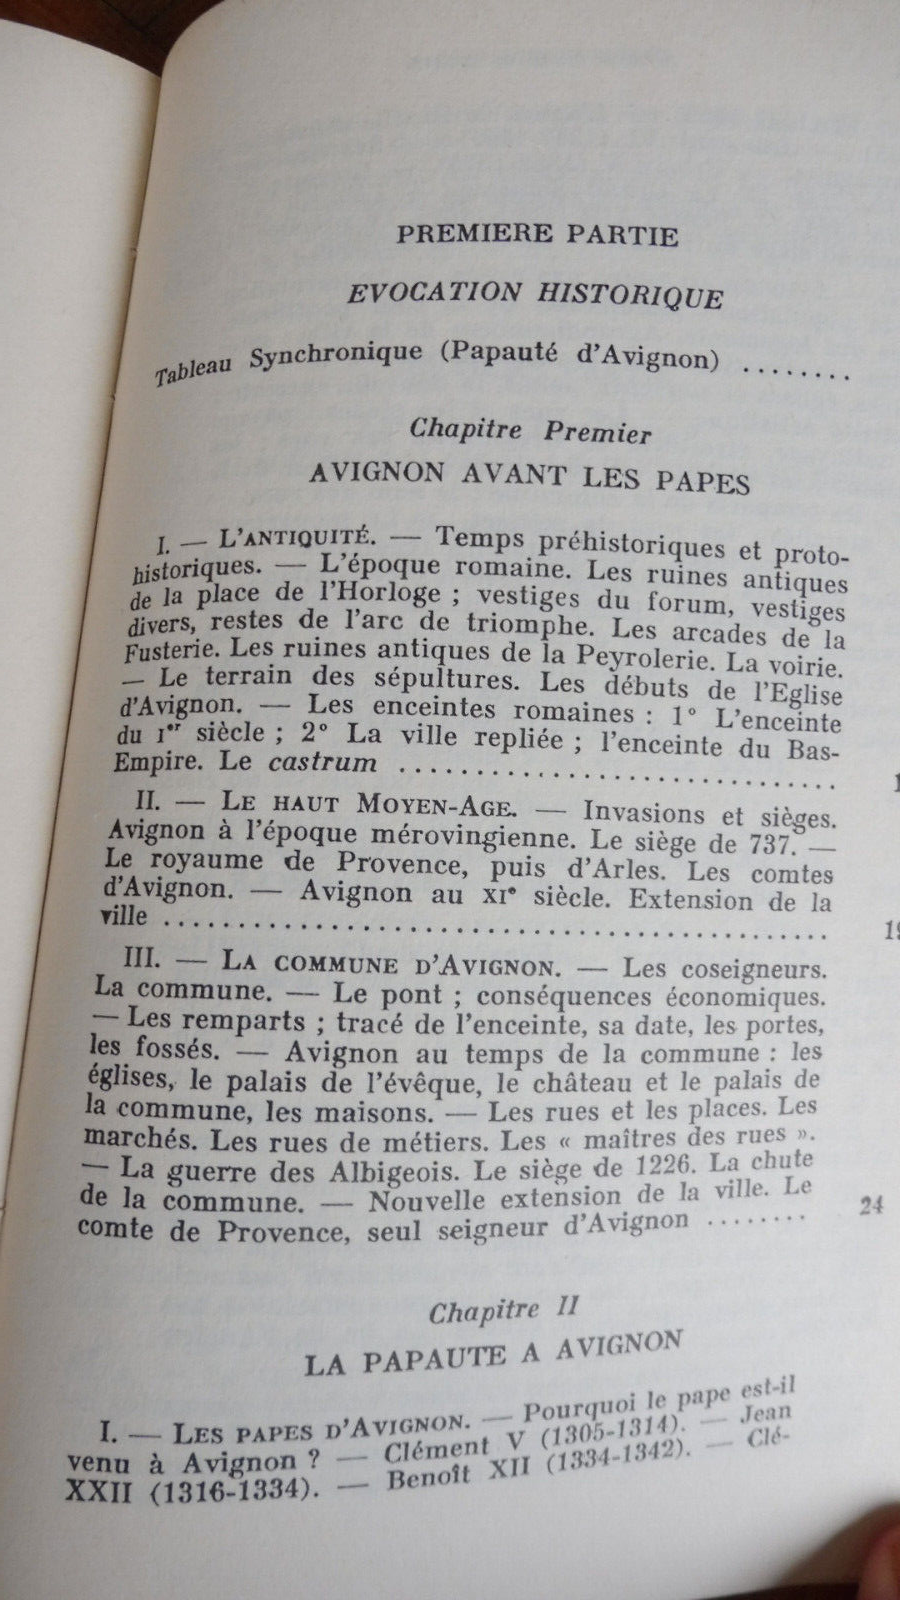 PREMIERE PARTIE
EVOCATION HISTORIQUE
Tableau Synchronique (Papauté d'Avignon) ........
Chapitre Premier
AVIGNON AVANT LES PAPES
I. — L'ANTIQUITÉ. — Temps préhistoriques et proto-
historiques. — L'époque romaine. Les ruines antiques
de la place de l'Horloge ; vestiges du forum, vestiges
divers, restes de l'arc de triomphe. Les arcades de la
Fusterie. Les ruines antiques de la Peyrolerie. La voirie.
— Le terrain des sépultures. Les débuts de l'Eglise
d'Avignon. — Les enceintes romaines : 1° L'enceinte
du Ier siècle ; 2° La ville repliée ; l'enceinte du Bas-
Empire. Le castrum ................................
II. — LE HAUT MOYEN-AGE. — Invasions et sièges.
Avignon à l'époque mérovingienne. Le siège de 737. —
Le royaume de Provence, puis d'Arles. Les comtes
d'Avignon. — Avignon au XIe siècle. Extension de la
ville ................................................ 19
III. — LA COMMUNE D'AVIGNON. — Les coseigneurs.
La commune. — Le pont ; conséquences économiques.
— Les remparts ; tracé de l'enceinte, sa date, les portes,
les fossés. — Avignon au temps de la commune : les
églises, le palais de l'évêque, le château et le palais de
la commune, les maisons. — Les rues et les places. Les
marchés. Les rues de métiers. Les « maîtres des rues ».
— La guerre des Albigeois. Le siège de 1226. La chute
de la commune. — Nouvelle extension de la ville. Le
comte de Provence, seul seigneur d'Avignon ........ 24
Chapitre II
LA PAPAUTE A AVIGNON
I. — LES PAPES D'AVIGNON. — Pourquoi le pape est-il
venu à Avignon ? — Clément V (1305-1314). — Jean
XXII (1316-1334). — Benoît XII (1334-1342). — Clé-